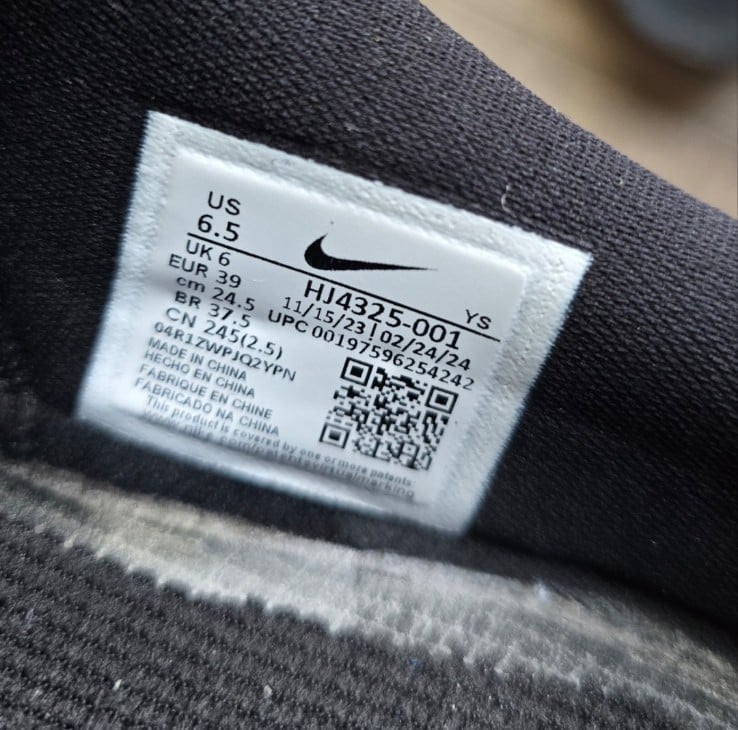 US
6.5
UK 6
EUR 39
cm 24.5
BR 37.5
CN 245(2.5)
04R1ZWPJQ2YPN
MADE IN CHINA
HECHO EN CHINA
FABRIQUE EN CHINE
FABRICADO NA CHINA
This product is covered by one or more patents
HJ4325-001
YS
11/15/23 | 02/24/24
UPC 00197596254242